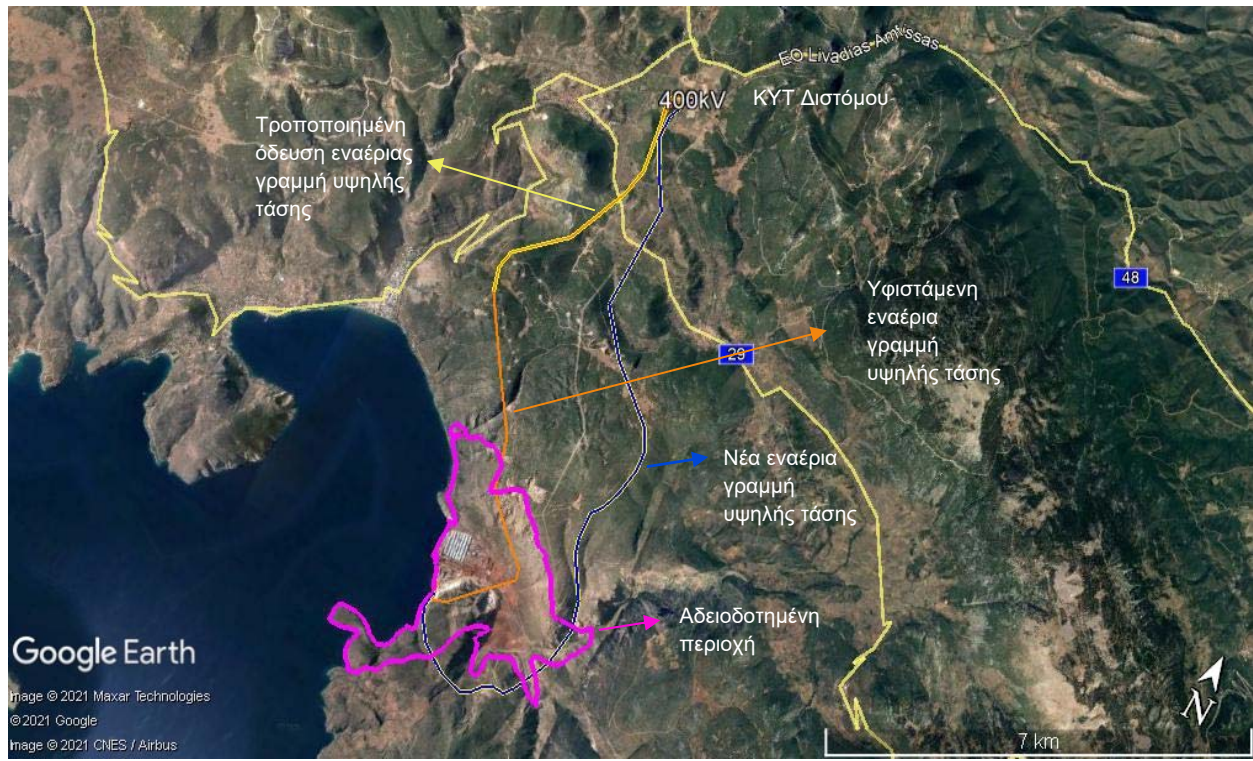 EO Livadias Amfissas
400kV
ΚΥΤ Διστόμου
Τροποποιημένη
όδευση εναέριας
γραμμή υψηλής
τάσης
48
Υφιστάμενη
εναέρια
γραμμή
υψηλής τάσης
29
Νέα εναέρια
γραμμή
υψηλής τάσης
Αδειοδοτημένη
περιοχή
Google Earth
mage © 2021 Maxar Technologies
© 2021 Google
Image © 2021 CNES / Airbus
N
7 km